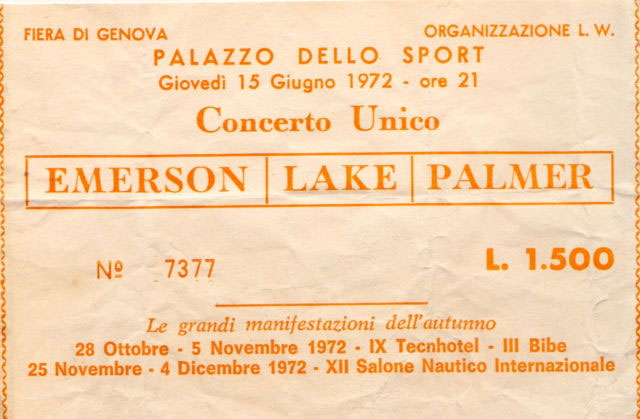 FIERA DI GENOVA
ORGANIZZAZIONE L. W.
PALAZZO DELLO SPORT
Giovedì 15 Giugno 1972 - ore 21
Concerto Unico
EMERSON LAKE PALMER
Nº 7377
L. 1.500
Le grandi manifestazioni dell'autunno
28 Ottobre - 5 Novembre 1972 - IX Tecnhotel - III Bibe
25 Novembre - 4 Dicembre 1972 - XII Salone Nautico Internazionale